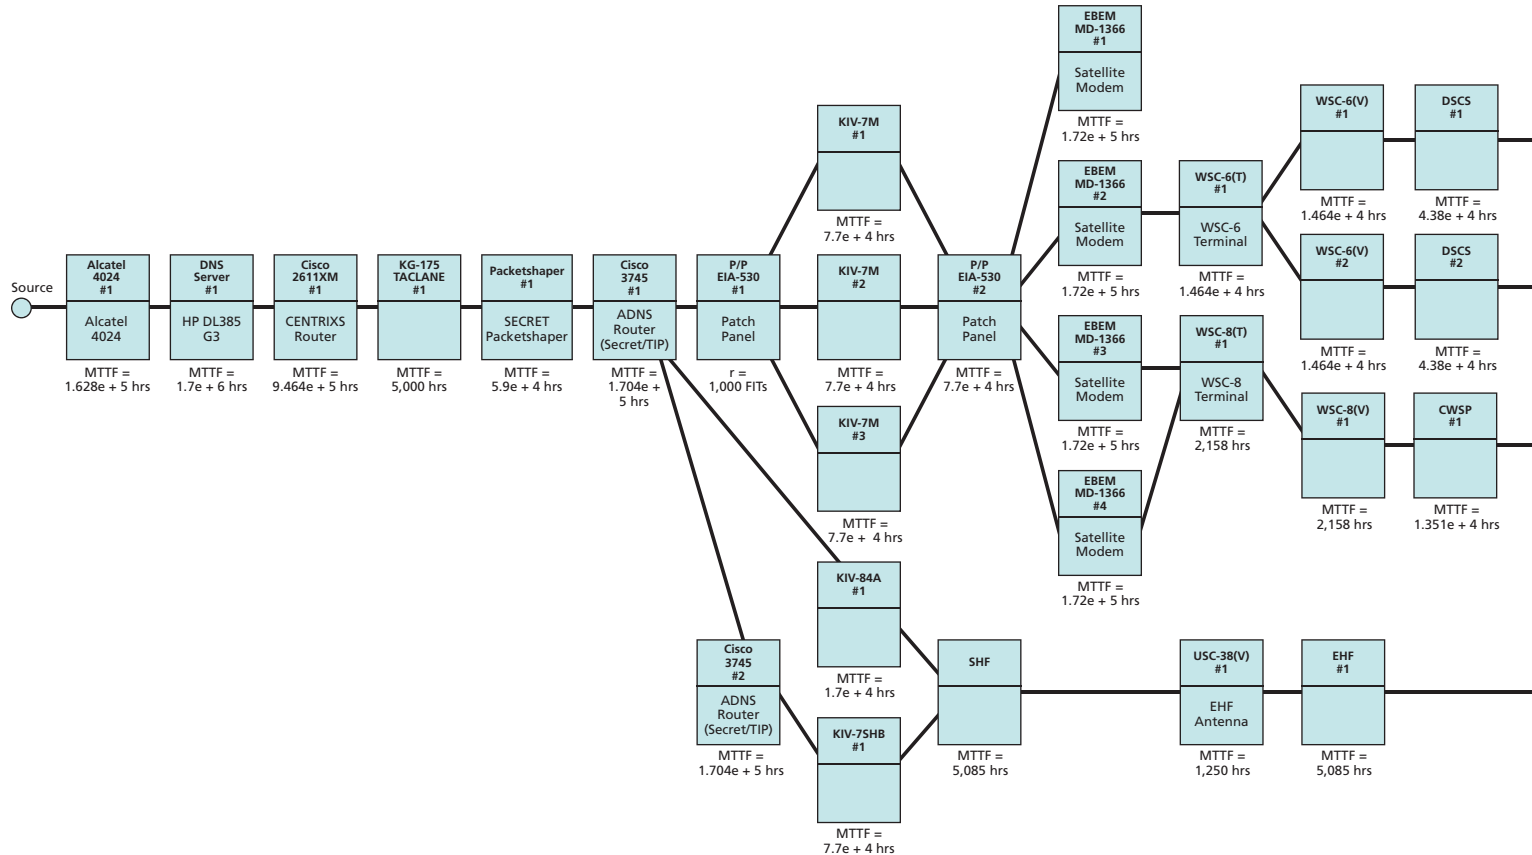 Source
Alcatel
4024
#1
Alcatel
4024
MTTF =
1.628e + 5 hrs
DNS
Server
#1
HP DL385
G3
MTTF =
1.7e + 6 hrs
Cisco
2611XM
#1
CENTRIXS
Router
MTTF =
9.464e + 5 hrs
KG-175
TACLANE
#1
MTTF =
5,000 hrs
Packetshaper
#1
SECRET
Packetshaper
MTTF =
5.9e + 4 hrs
Cisco
3745
#1
ADNS
Router
(Secret/TIP)
MTTF =
1.704e +
5 hrs
P/P
EIA-530
#1
Patch
Panel
r =
1,000 FITs
KIV-7M
#1
MTTF =
7.7e + 4 hrs
KIV-7M
#2
MTTF =
7.7e + 4 hrs
KIV-7M
#3
MTTF =
7.7e +  4 hrs
P/P
EIA-530
#2
Patch
Panel
MTTF =
7.7e + 4 hrs
EBEM
MD-1366
#1
Satellite
Modem
MTTF =
1.72e + 5 hrs
EBEM
MD-1366
#2
Satellite
Modem
MTTF =
1.72e + 5 hrs
EBEM
MD-1366
#3
Satellite
Modem
MTTF =
1.72e + 5 hrs
EBEM
MD-1366
#4
Satellite
Modem
MTTF =
1.72e + 5 hrs
WSC-6(T)
#1
WSC-6
Terminal
MTTF =
1.464e + 4 hrs
WSC-8(T)
#1
WSC-8
Terminal
MTTF =
2,158 hrs
WSC-6(V)
#1
MTTF =
1.464e + 4 hrs
DSCS
#1
MTTF =
4.38e + 4 hrs
WSC-6(V)
#2
MTTF =
1.464e + 4 hrs
DSCS
#2
MTTF =
4.38e + 4 hrs
WSC-8(V)
#1
MTTF =
2,158 hrs
CWSP
#1
MTTF =
1.351e + 4 hrs
KIV-84A
#1
MTTF =
1.7e + 4 hrs
Cisco
3745
#2
ADNS
Router
(Secret/TIP)
MTTF =
1.704e + 5 hrs
KIV-7SHB
#1
MTTF =
7.7e + 4 hrs
SHF
MTTF =
5,085 hrs
USC-38(V)
#1
EHF
Antenna
MTTF =
1,250 hrs
EHF
#1
MTTF =
5,085 hrs